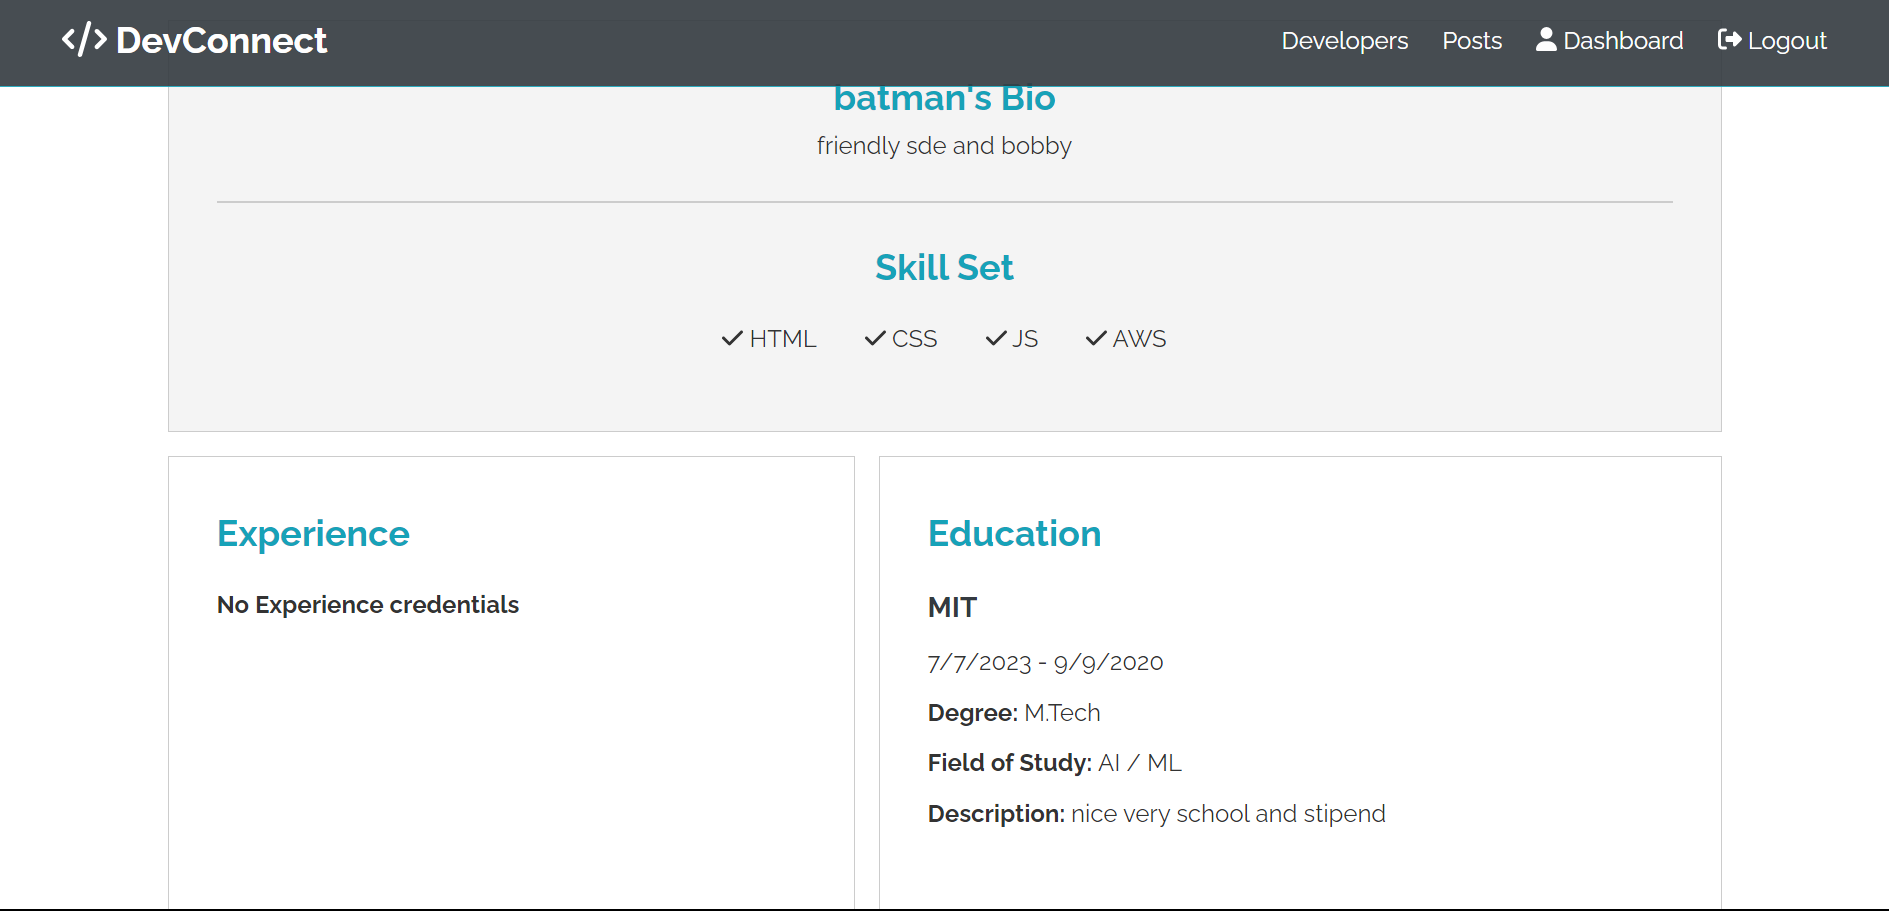 DevConnect
Developers Posts Dashboard Logout
batman's Bio
friendly sde and bobby
Skill Set
HTML CSS JS AWS
Experience
No Experience credentials
Education
MIT
7/7/2023 - 9/9/2020
Degree: M.Tech
Field of Study: AI / ML
Description: nice very school and stipend